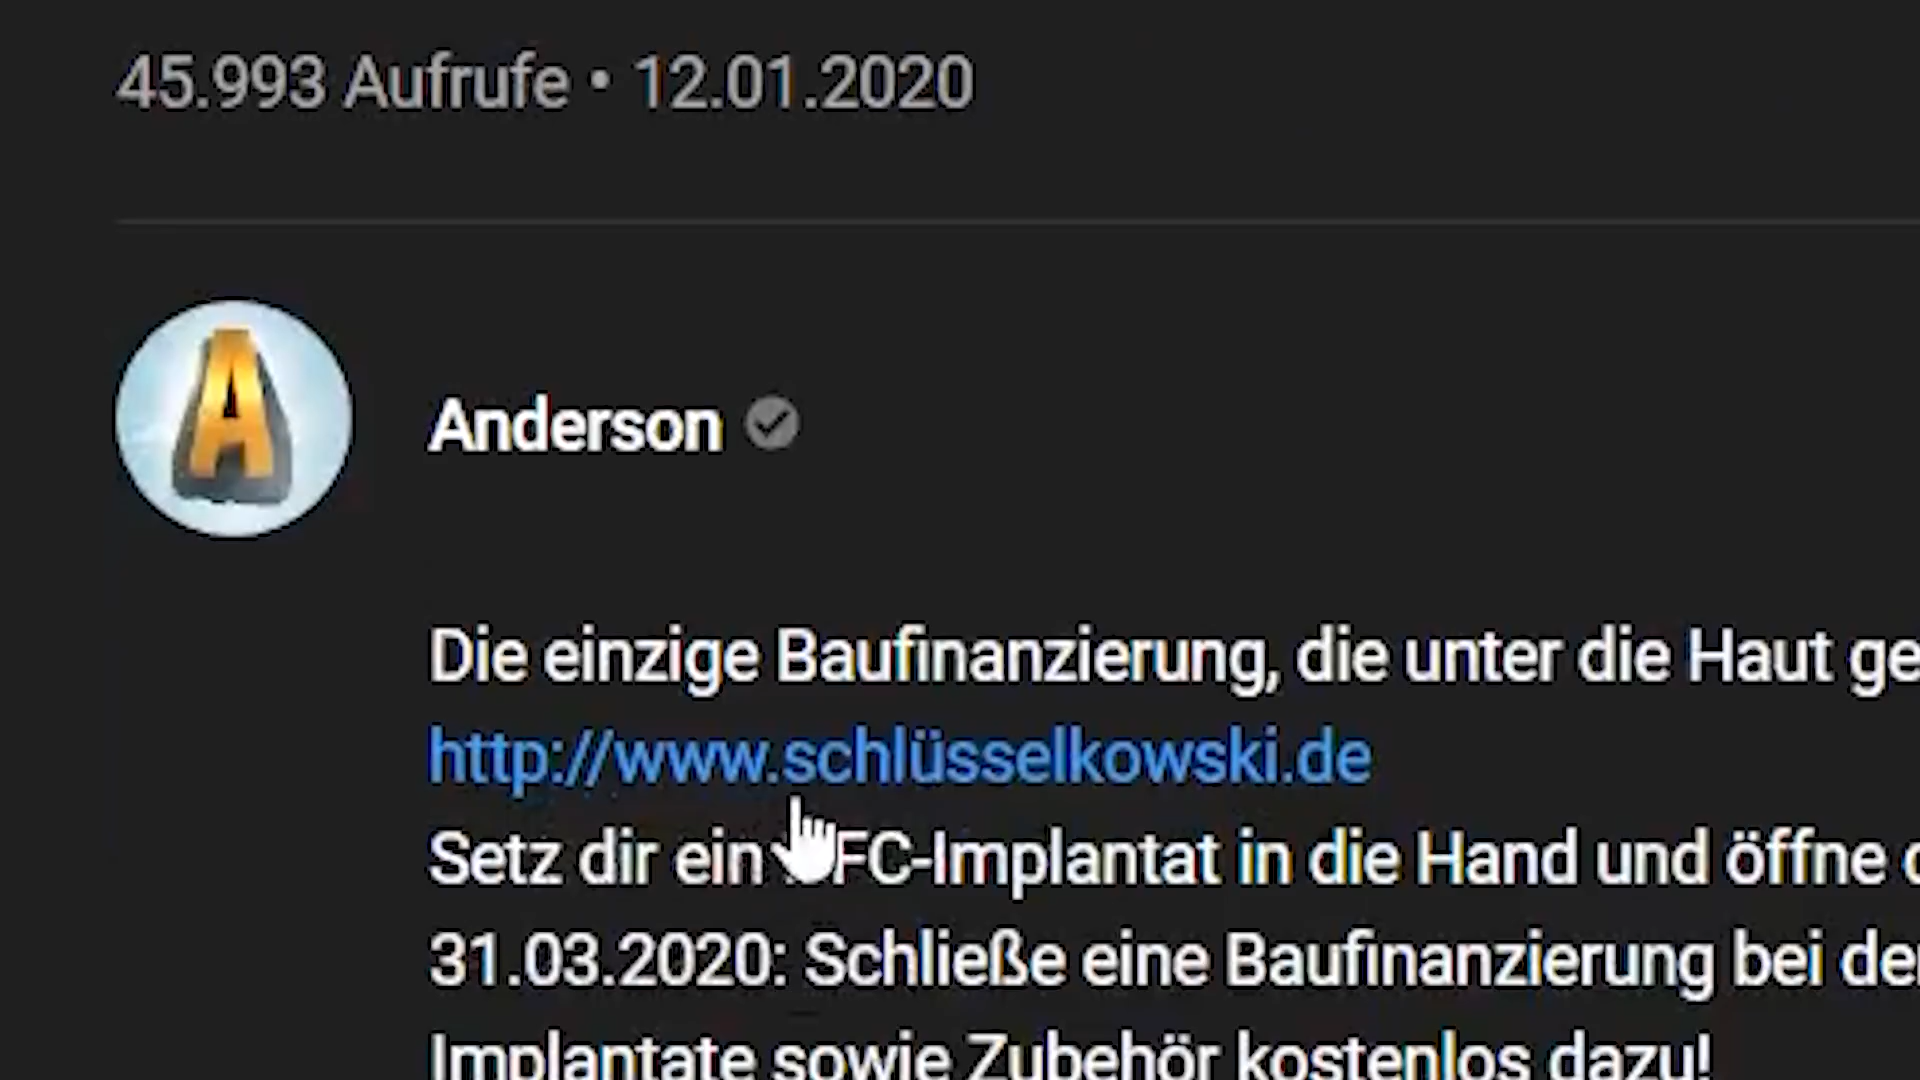 45.993 Aufrufe • 12.01.2020
A
Anderson
Die einzige Baufinanzierung, die unter die Haut ge
http://www.schlüsselkowski.de
Setz dir ein FC-Implantat in die Hand und öffne
31.03.2020: Schließe eine Baufinanzierung bei der
Implantate sowie Zubehör kostenlos dazu!